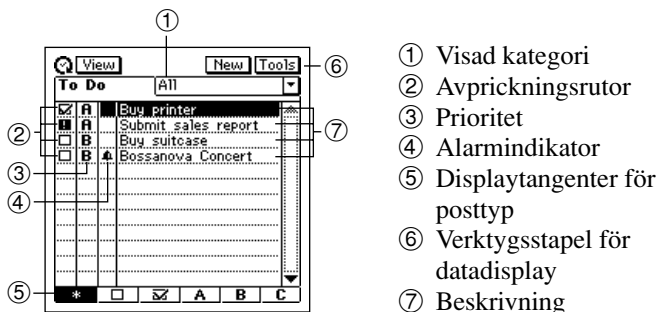 ①
View New Tools
⑥
To Do All
A Buy printer
A Submit sales report
B Buy suitcase
B Bossanova Concert
②
⑦
③
④
⑤
* A B C
① Visad kategori
② Avprickningsrutor
③ Prioritet
④ Alarmindikator
⑤ Displaytangenter för
posttyp
⑥ Verktygsstapel för
datadisplay
⑦ Beskrivning